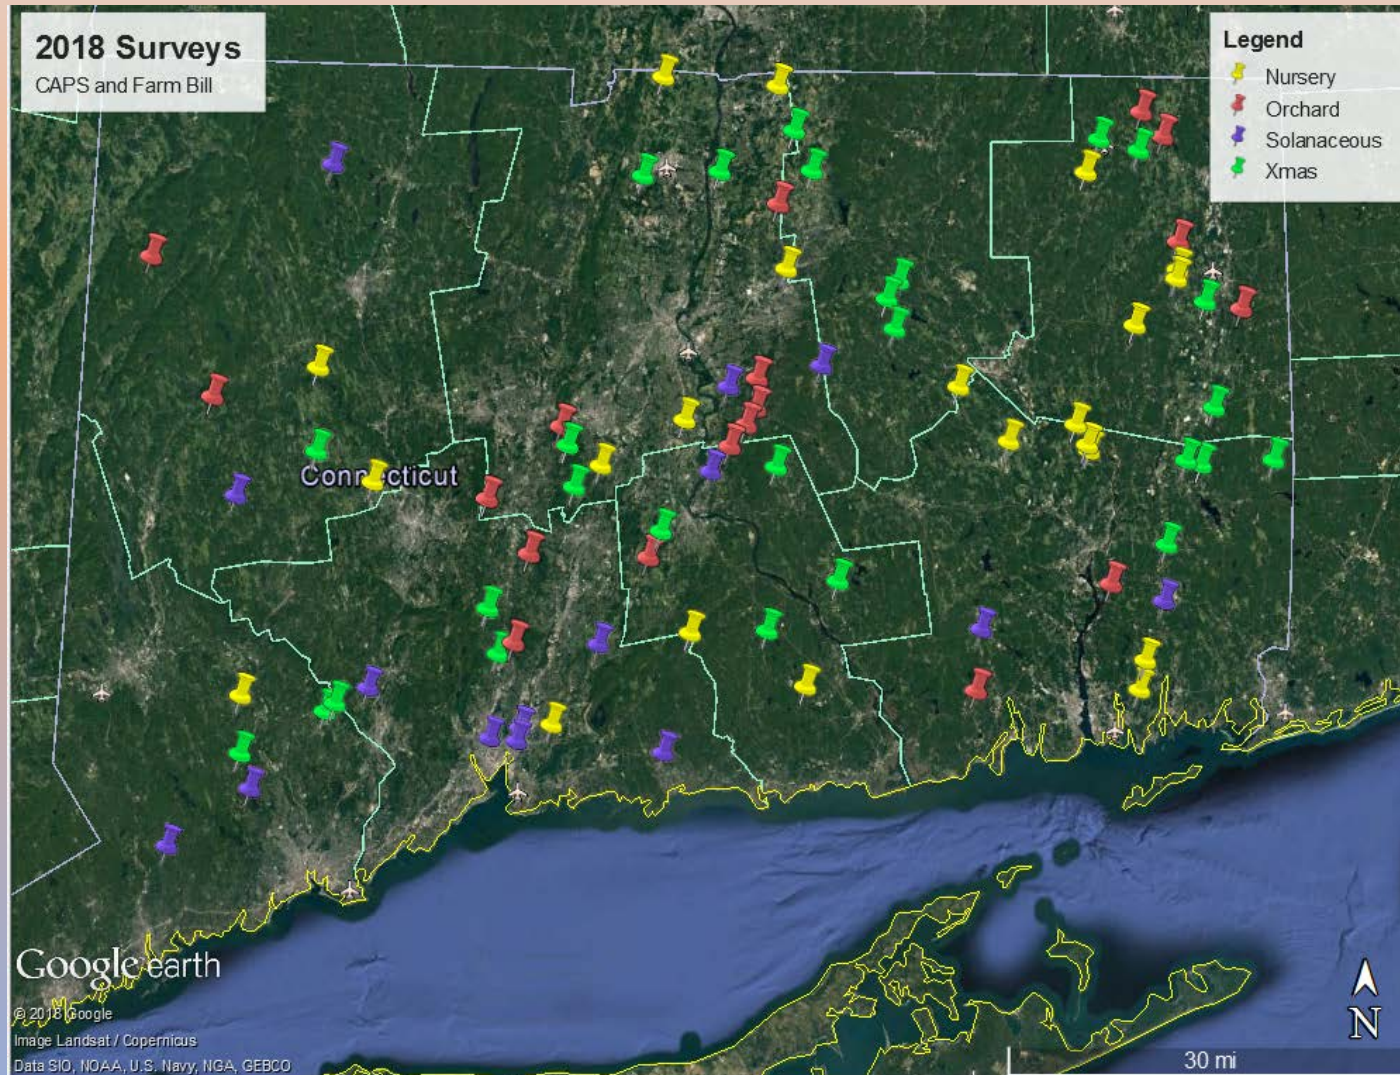 2018 Surveys
CAPS and Farm Bill
Legend
Nursery
Orchard
Solanaceous
Xmas
Connecticut
Google earth
© 2018 Google
Image Landsat / Copernicus
Data SIO, NOAA, U.S. Navy, NGA, GEBCO
N
30 mi